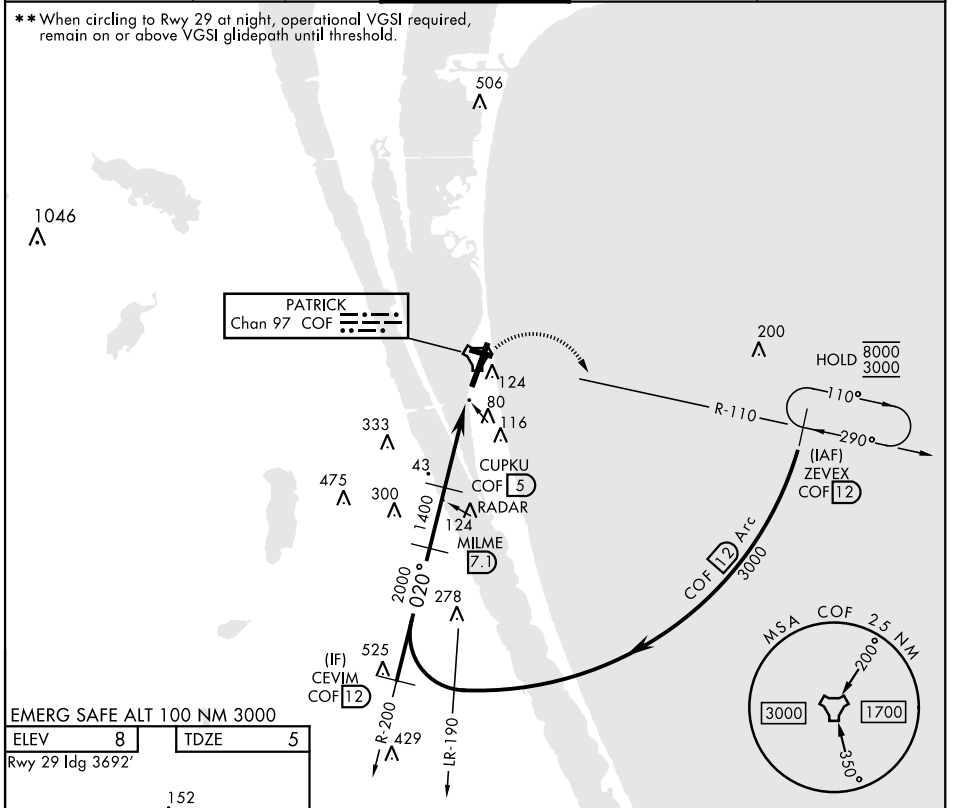 ** When circling to Rwy 29 at night, operational VGSI required,
remain on or above VGSI glidepath until threshold.
506
1046
PATRICK
Chan 97 COF
200
HOLD 8000
3000
124
110°
R-110
80
290°
116
333
(IAF)
ZEVEX
COF 12
CUPKU
COF 5
RADAR
43
475
300
1400
124
MILME
7.1
COF 12 Arc
3000
2000
020°
278
MSA COF 25 NM
(IF)
CEVIM
COF 12
525
200°
3000
1700
350°
R-200
429
LR-190
EMERG SAFE ALT 100 NM 3000
ELEV 8
TDZE 5
Rwy 29 ldg 3692'
152